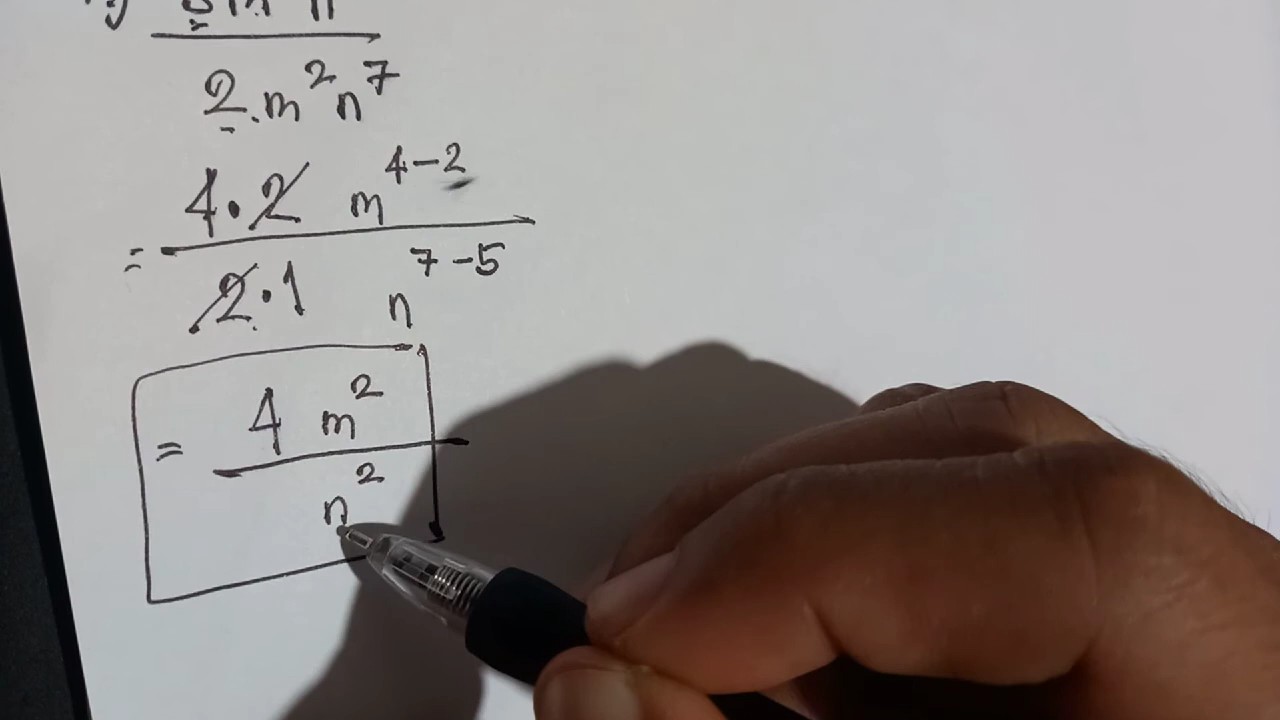 2.m²n⁷
4·2 m⁴⁻²
=
2·1 n⁷⁻⁵
4 m²
=
n²